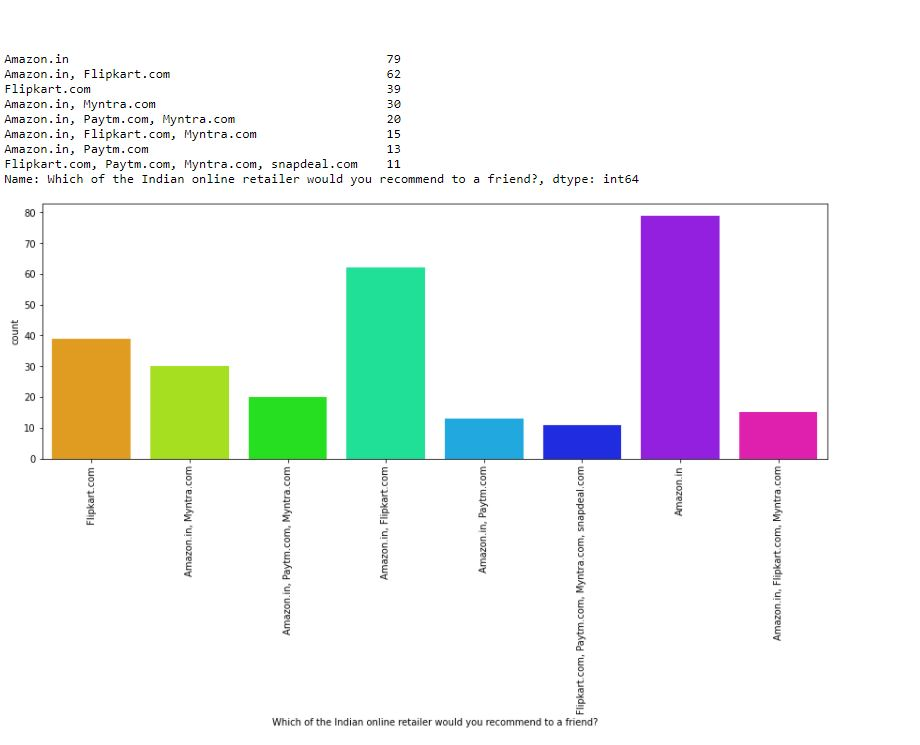 Amazon.in 79
Amazon.in, Flipkart.com 62
Flipkart.com 39
Amazon.in, Myntra.com 30
Amazon.in, Paytm.com, Myntra.com 20
Amazon.in, Flipkart.com, Myntra.com 15
Amazon.in, Paytm.com 13
Flipkart.com, Paytm.com, Myntra.com, snapdeal.com 11
Name: Which of the Indian online retailer would you recommend to a friend?, dtype: int64
80
70
60
50
40
30
20
10
0
count
Flipkart.com
Amazon.in, Myntra.com
Amazon.in, Paytm.com, Myntra.com
Amazon.in, Flipkart.com
Amazon.in, Paytm.com
Flipkart.com, Paytm.com, Myntra.com, snapdeal.com
Amazon.in
Amazon.in, Flipkart.com, Myntra.com
Which of the Indian online retailer would you recommend to a friend?